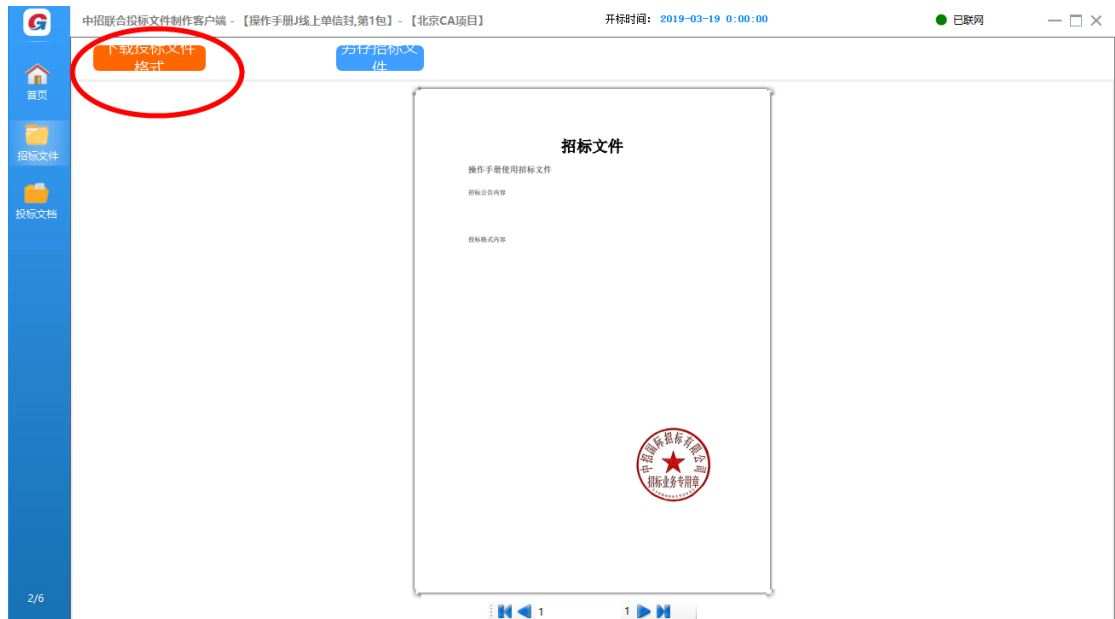 中招联合投标文件制作客户端 - 【操作手册J线上单信封,第1包】 - 【北京CA项目】
开标时间： 2019-03-19 0:00:00
已联网
首页
招标文件
投标文档
2/6
下载投标文件
格式
另存招标文
件
招标文件
操作手册使用招标文件
招标公告内容
投标格式内容
中招国际招标有限公司
招标业务专用章
1
1